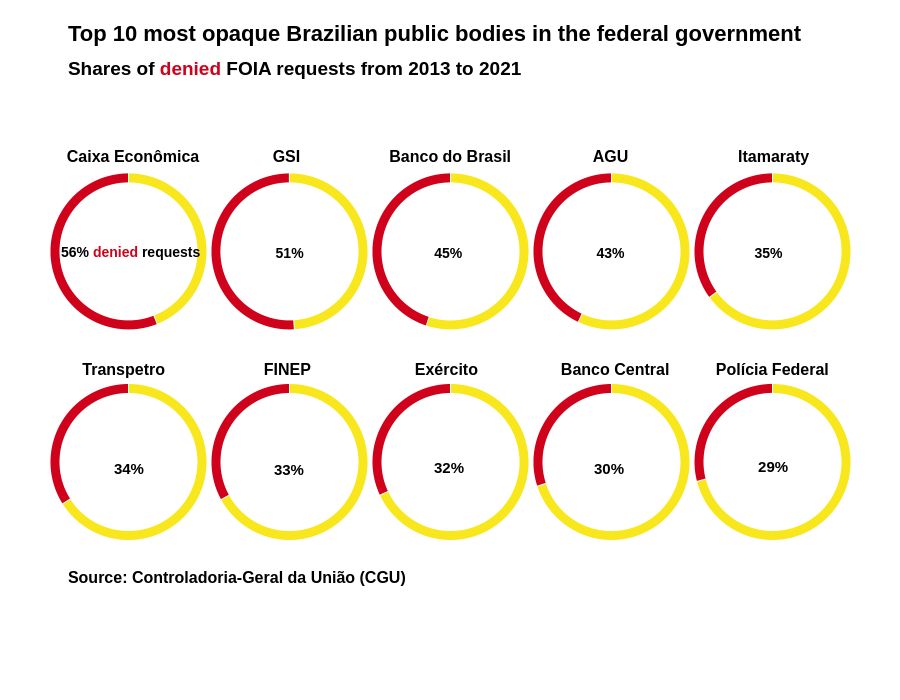 Top 10 most opaque Brazilian public bodies in the federal government
Shares of denied FOIA requests from 2013 to 2021
Caixa Econômica
GSI
Banco do Brasil
AGU
Itamaraty
56% denied requests
51%
45%
43%
35%
Transpetro
FINEP
Exército
Banco Central
Polícia Federal
34%
33%
32%
30%
29%
Source: Controladoria-Geral da União (CGU)